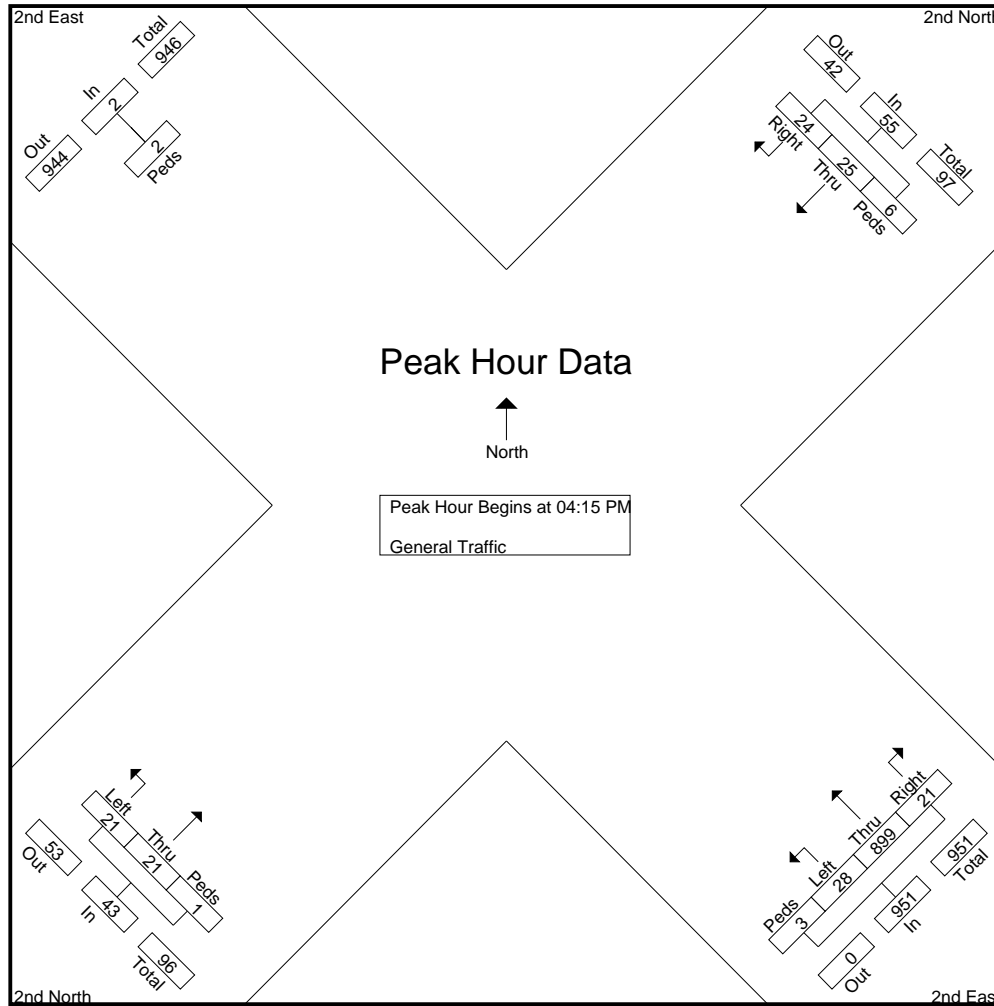 2nd East
2nd North
Total
946
In
2
Out
944
2
Peds
Out
42
In
55
Total
97
24
Right
25
Thru
6
Peds
Peak Hour Data
North
Peak Hour Begins at 04:15 PM
General Traffic
Left
21
Thru
21
Peds
1
53
Out
43
In
96
Total
Right
21
Thru
899
Left
28
Peds
3
951
Total
951
In
0
Out
2nd North
2nd East